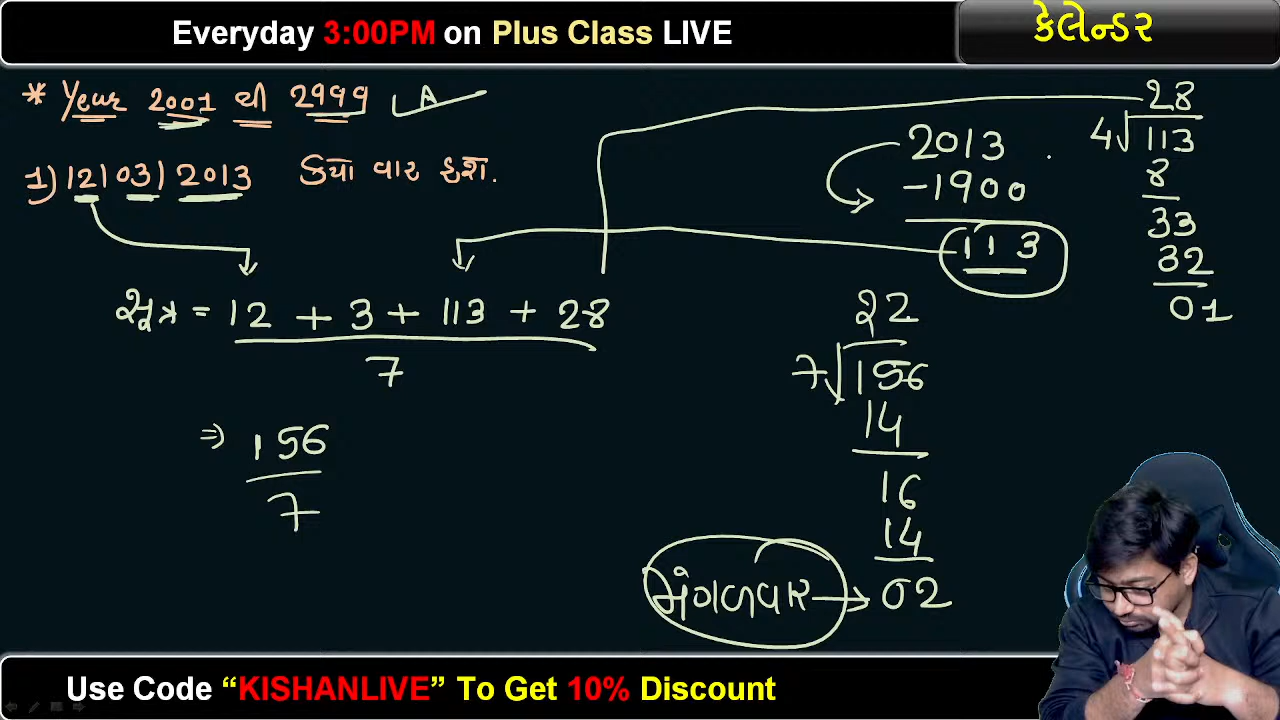 Everyday 3:00PM on Plus Class LIVE
કેલેન્ડર
* Year 2001 થી 2999 A
1) 12|03|2013 કયો વાર હશે.
2013
-1900
113
28
4 113
8
33
32
01
સૂત્ર = 12 + 3 + 113 + 28
7
⇒ 156
7
22
7 156
14
16
14
02
મંગળવાર →
Use Code “KISHANLIVE” To Get 10% Discount